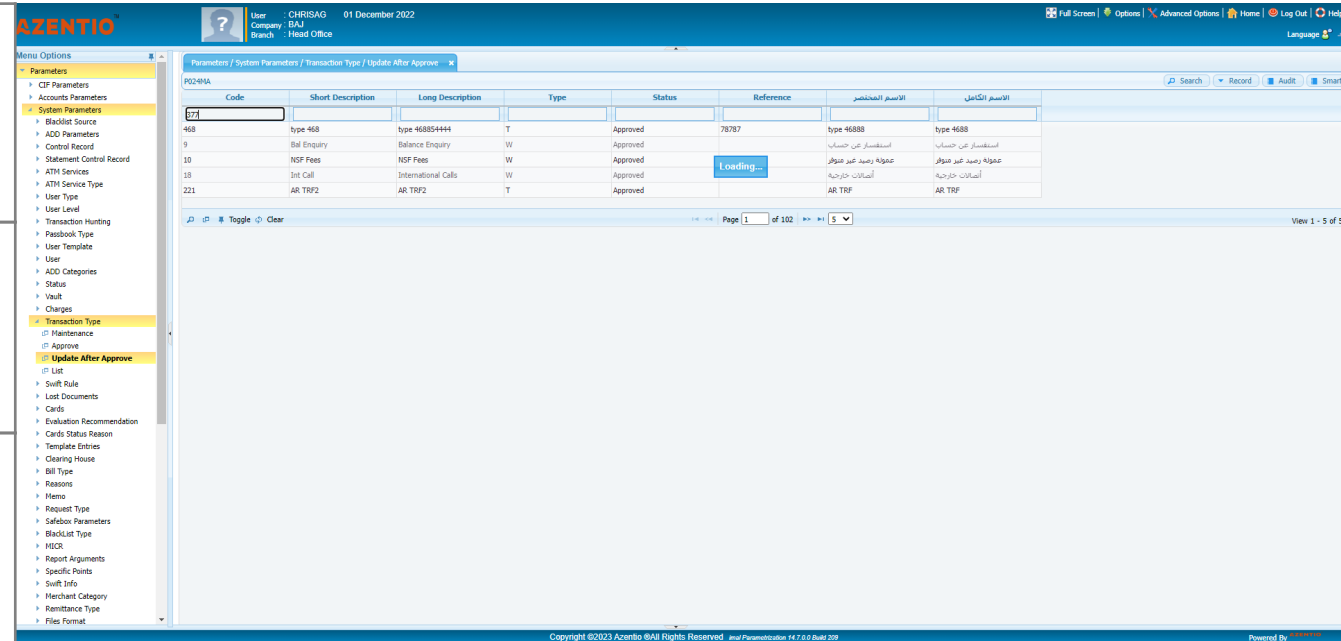 AZENTIO
User : CHRISAG 01 December 2022
Company : BAJ
Branch : Head Office
Full Screen | Options | Advanced Options | Home | Log Out | Help
Language
Menu Options
Parameters
CIF Parameters
Accounts Parameters
System Parameters
Blacklist Source
ADD Parameters
Control Record
Statement Control Record
ATM Services
ATM Service Type
User Type
User Level
Transaction Hunting
Passbook Type
User Template
User
ADD Categories
Status
Vault
Charges
Transaction Type
Maintenance
Approve
Update After Approve
List
Swift Rule
Lost Documents
Cards
Evaluation Recommendation
Cards Status Reason
Template Entries
Clearing House
Bill Type
Reasons
Memo
Request Type
Safebox Parameters
BlackList Type
MICR
Report Arguments
Specific Points
Swift Info
Merchant Category
Remittance Type
Files Format
Parameters / System Parameters / Transaction Type / Update After Approve x
P024MA
Search Record Audit Smart
Code Short Description Long Description Type Status Reference الاسم المختصر الاسم الكامل
377
468 type 468 type 468854444 T Approved 78787 type 46888 type 4688
9 Bal Enquiry Balance Enquiry W Approved استفسار عن حساب استفسار عن حساب
10 NSF Fees NSF Fees W Approved عمولة رصيد غير متوفر عمولة رصيد غير متوفر
Loading...
18 Int Call International Calls W Approved أتصالات خارجية أتصالات خارجية
221 AR TRF2 AR TRF2 T Approved AR TRF AR TRF
Toggle Clear
Page 1 of 102 5
View 1 - 5 of 5
Copyright ©2023 Azentio ®All Rights Reserved imal Parametrization 14.7.0.0 Build 209
Powered By AZENTIO